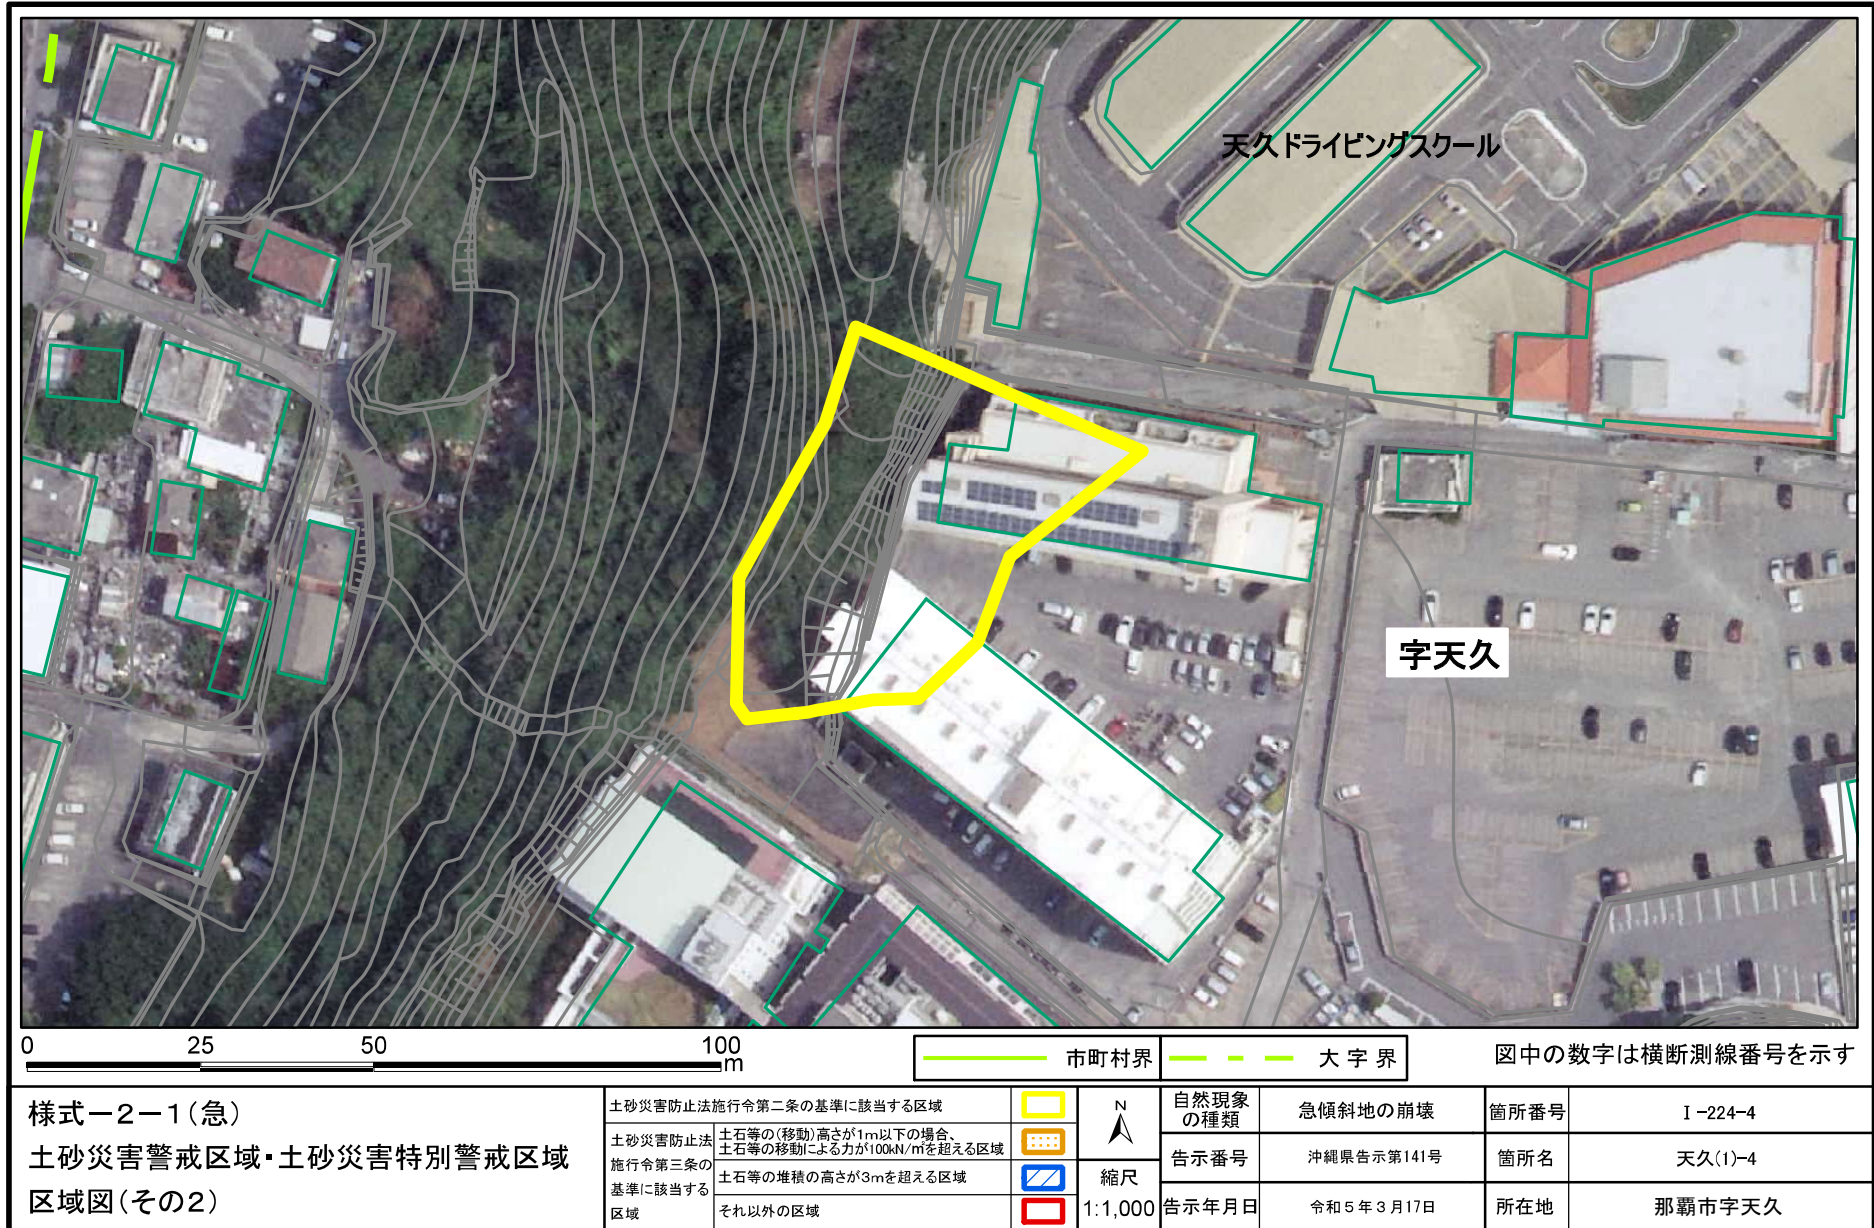 天久ドライビングスクール
字天久
0 25 50 100
m
市町村界
大字界
図中の数字は横断測線番号を示す
様式－2－1(急)
土砂災害警戒区域・土砂災害特別警戒区域
区域図(その2)
土砂災害防止法施行令第二条の基準に該当する区域
土砂災害防止法
施行令第三条の
基準に該当する
区域
土石等の(移動)高さが1m以下の場合、
土石等の移動による力が100kN/㎡を超える区域
土石等の堆積の高さが3mを超える区域
それ以外の区域
N
縮尺
1:1,000
自然現象
の種類
急傾斜地の崩壊
箇所番号
Ⅰ-224-4
告示番号
沖縄県告示第141号
箇所名
天久(1)-4
告示年月日
令和5年3月17日
所在地
那覇市字天久